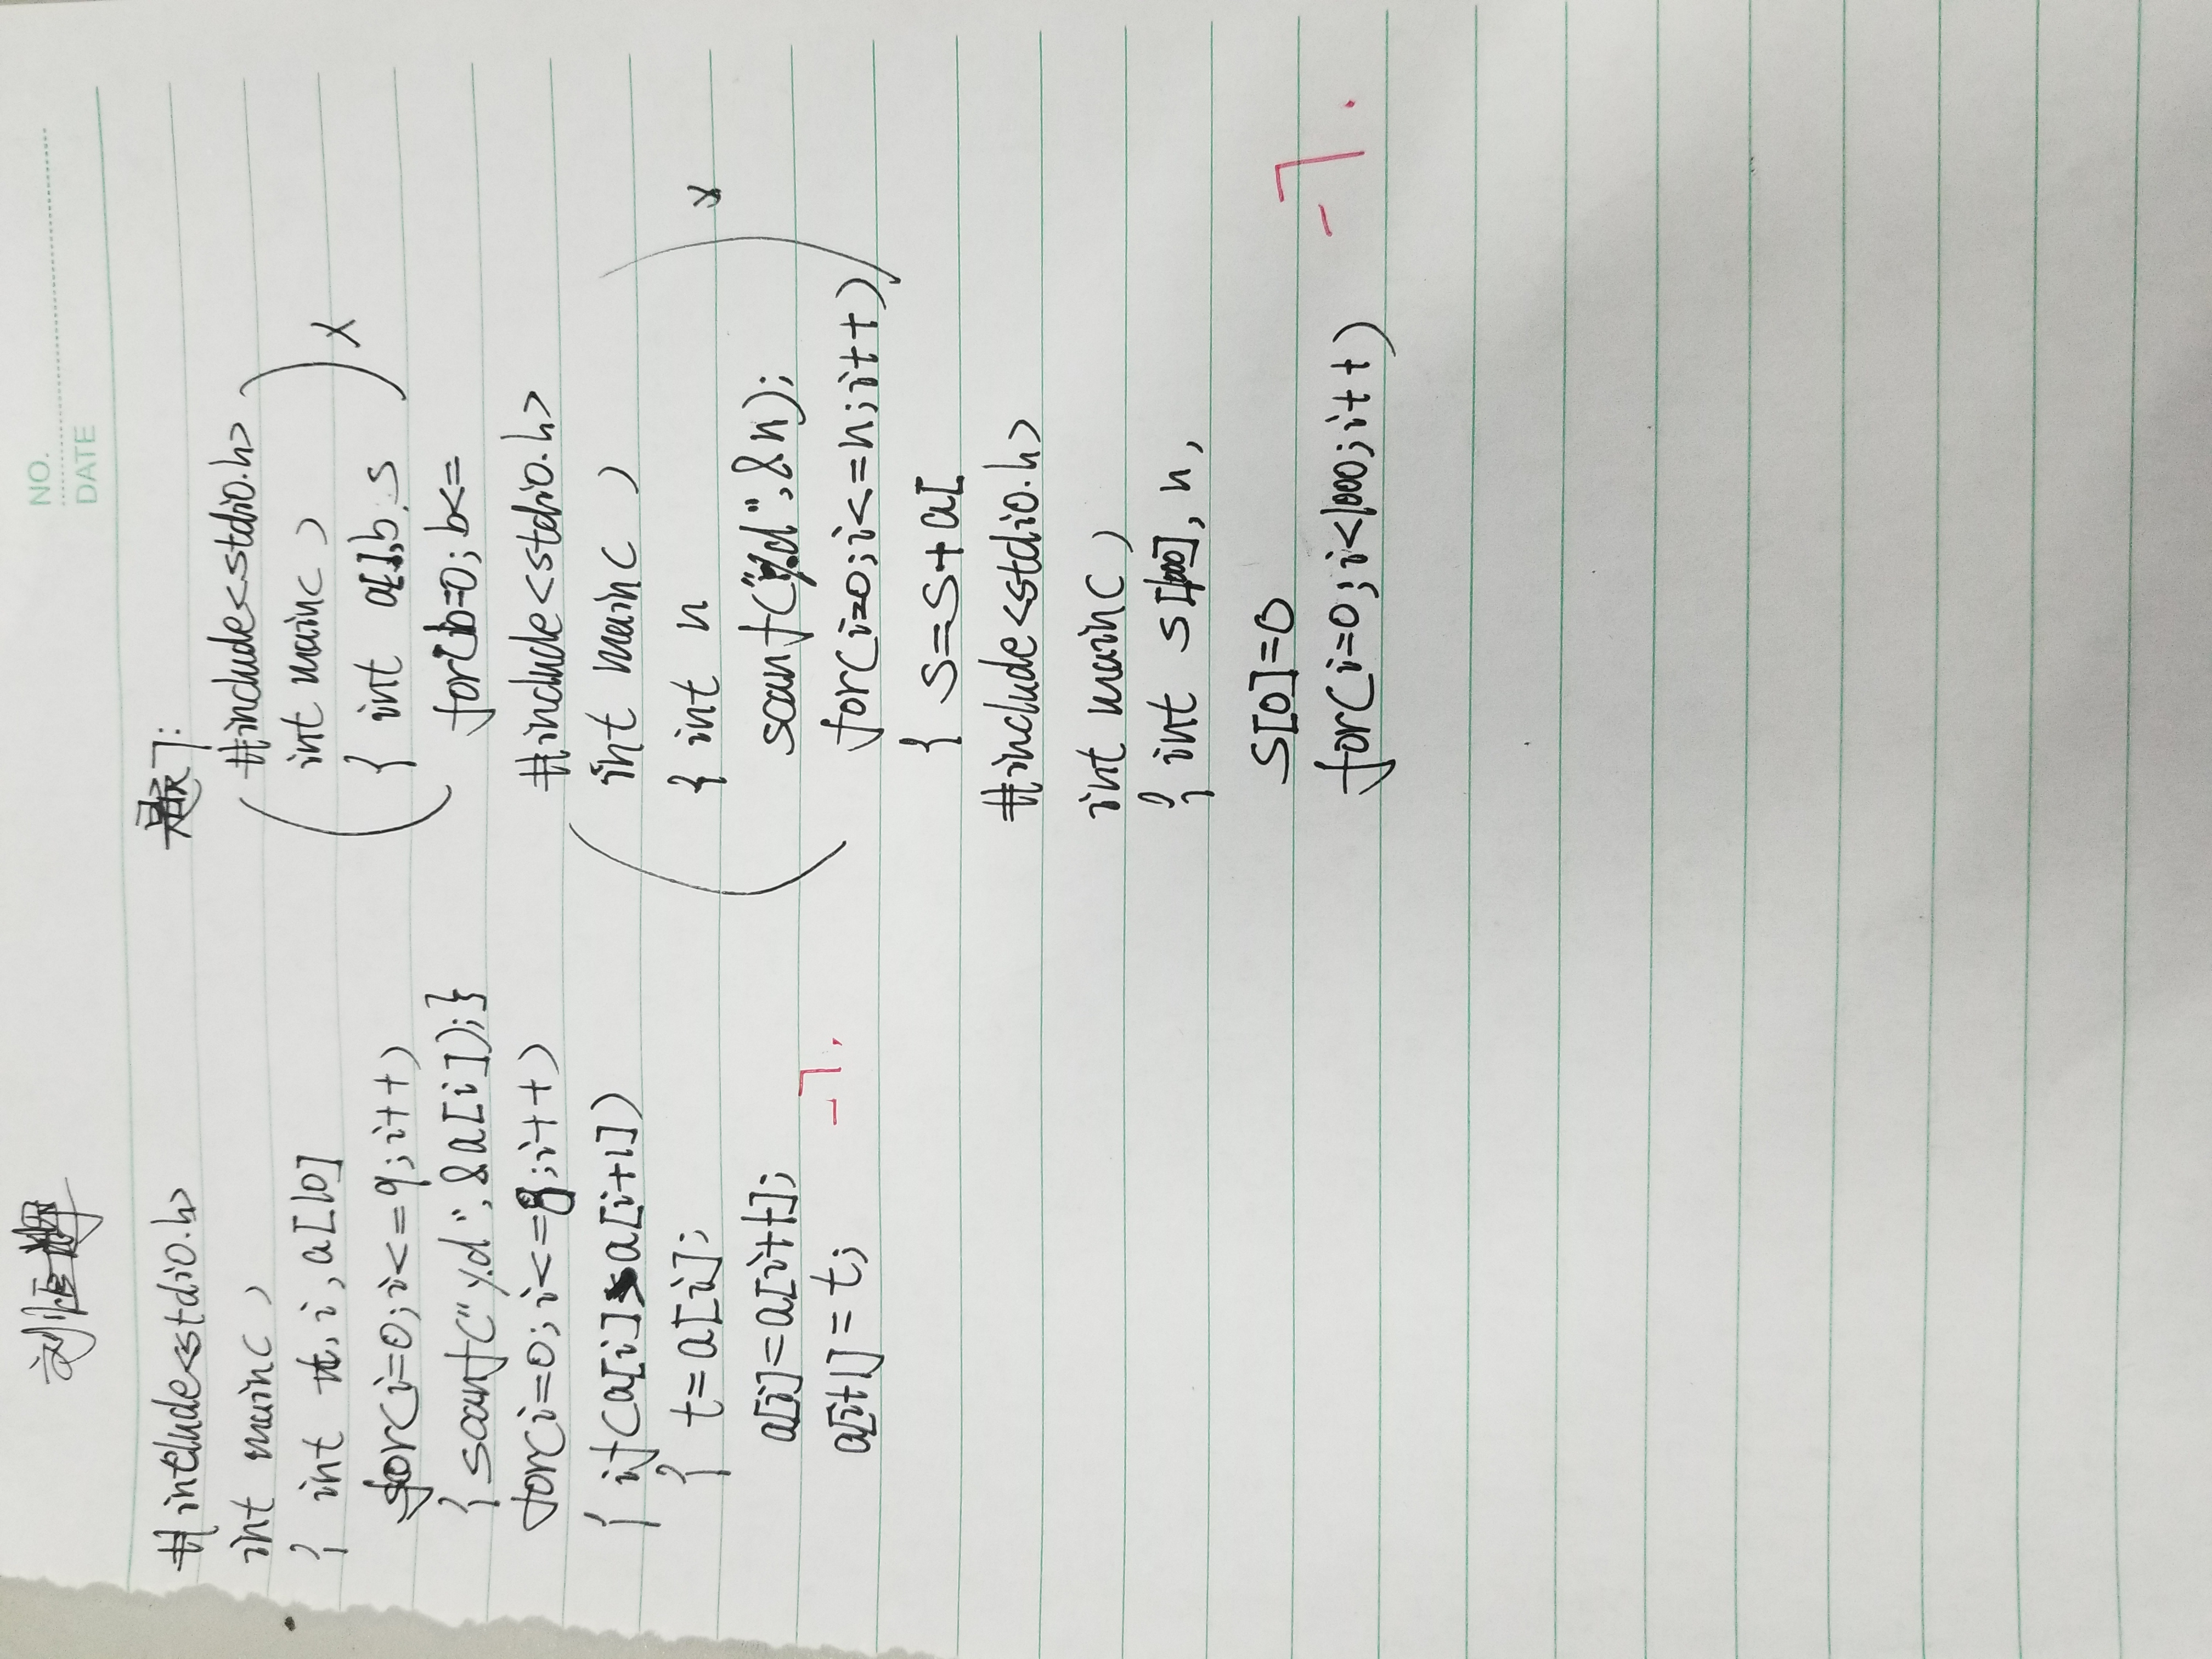 刘恒辉
NO.
DATE
#include<stdio.h>
int main( )
{ int t, i, a[10]
for(i=0; i<=9; i++)
{ scanf("%d", &a[i]);}
for(i=0; i<=8; i++)
{ if(a[i]>a[i+1])
{ t=a[i];
a[i]=a[i++];
a[i+1]=t;
-7.
题7:
#include<stdio.h>
int main( )
{ int a[],b,s
for(b=0; b<=
X
#include<stdio.h>
int main( )
{ int n
scanf("%d", &n);
for(i=0; i<=n; i++)
{ s=s+a[
X
#include<stdio.h>
int main( )
{ int s[1000], n,
s[0]=0
for(i=0; i<1000; i++)
-7.